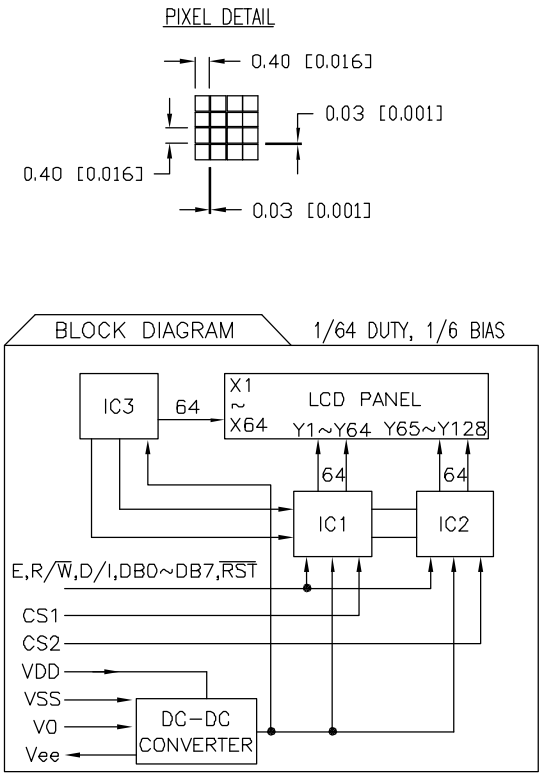 PIXEL DETAIL
0.40 [0.016]
0.03 [0.001]
0.40 [0.016]
0.03 [0.001]
BLOCK DIAGRAM 1/64 DUTY, 1/6 BIAS
IC3
64
X1
~
X64
LCD PANEL
Y1~Y64 Y65~Y128
64 64
IC1 IC2
E,R/W̅,D/I,DB0~DB7,R̅S̅T̅
CS1
CS2
VDD
VSS
V0
Vee
DC-DC
CONVERTER